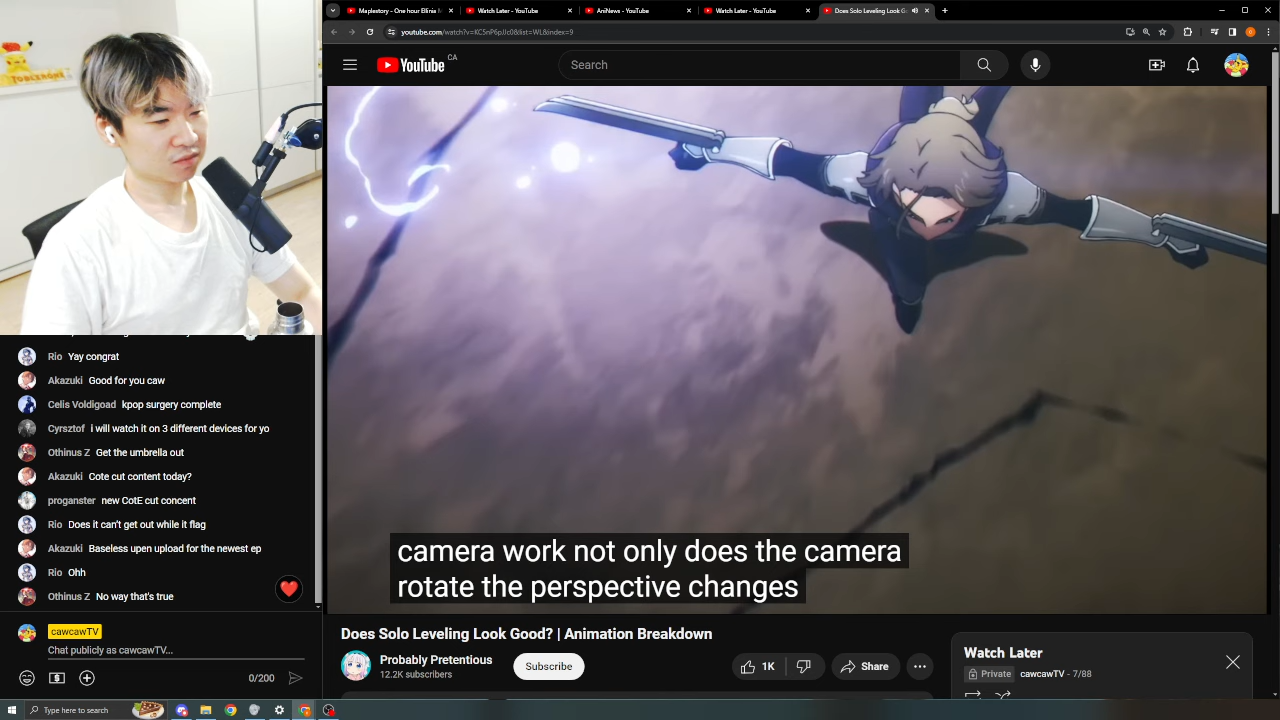 Maplestory - One hour Ellinia M
Watch Later - YouTube
AniNews - YouTube
Watch Later - YouTube
Does Solo Leveling Look G
youtube.com/watch?v=KC5nP6pJJc0&list=WL&index=9
YouTube CA
Search
TOBLERONE
Rio Yay congrat
Akazuki Good for you caw
Celis Voldigoad kpop surgery complete
Cyrsztof i will watch it on 3 different devices for yo
Othinus Z Get the umbrella out
Akazuki Cote cut content today?
proganster new CotE cut concent
Rio Does it can't get out while it flag
Akazuki Baseless upen upload for the newest ep
Rio Ohh
Othinus Z No way that's true
cawcawTV
Chat publicly as cawcawTV...
0/200
camera work not only does the camera
rotate the perspective changes
Does Solo Leveling Look Good? | Animation Breakdown
Probably Pretentious
12.2K subscribers
Subscribe
1K
Share
Watch Later
Private cawcawTV - 7/88
Type here to search